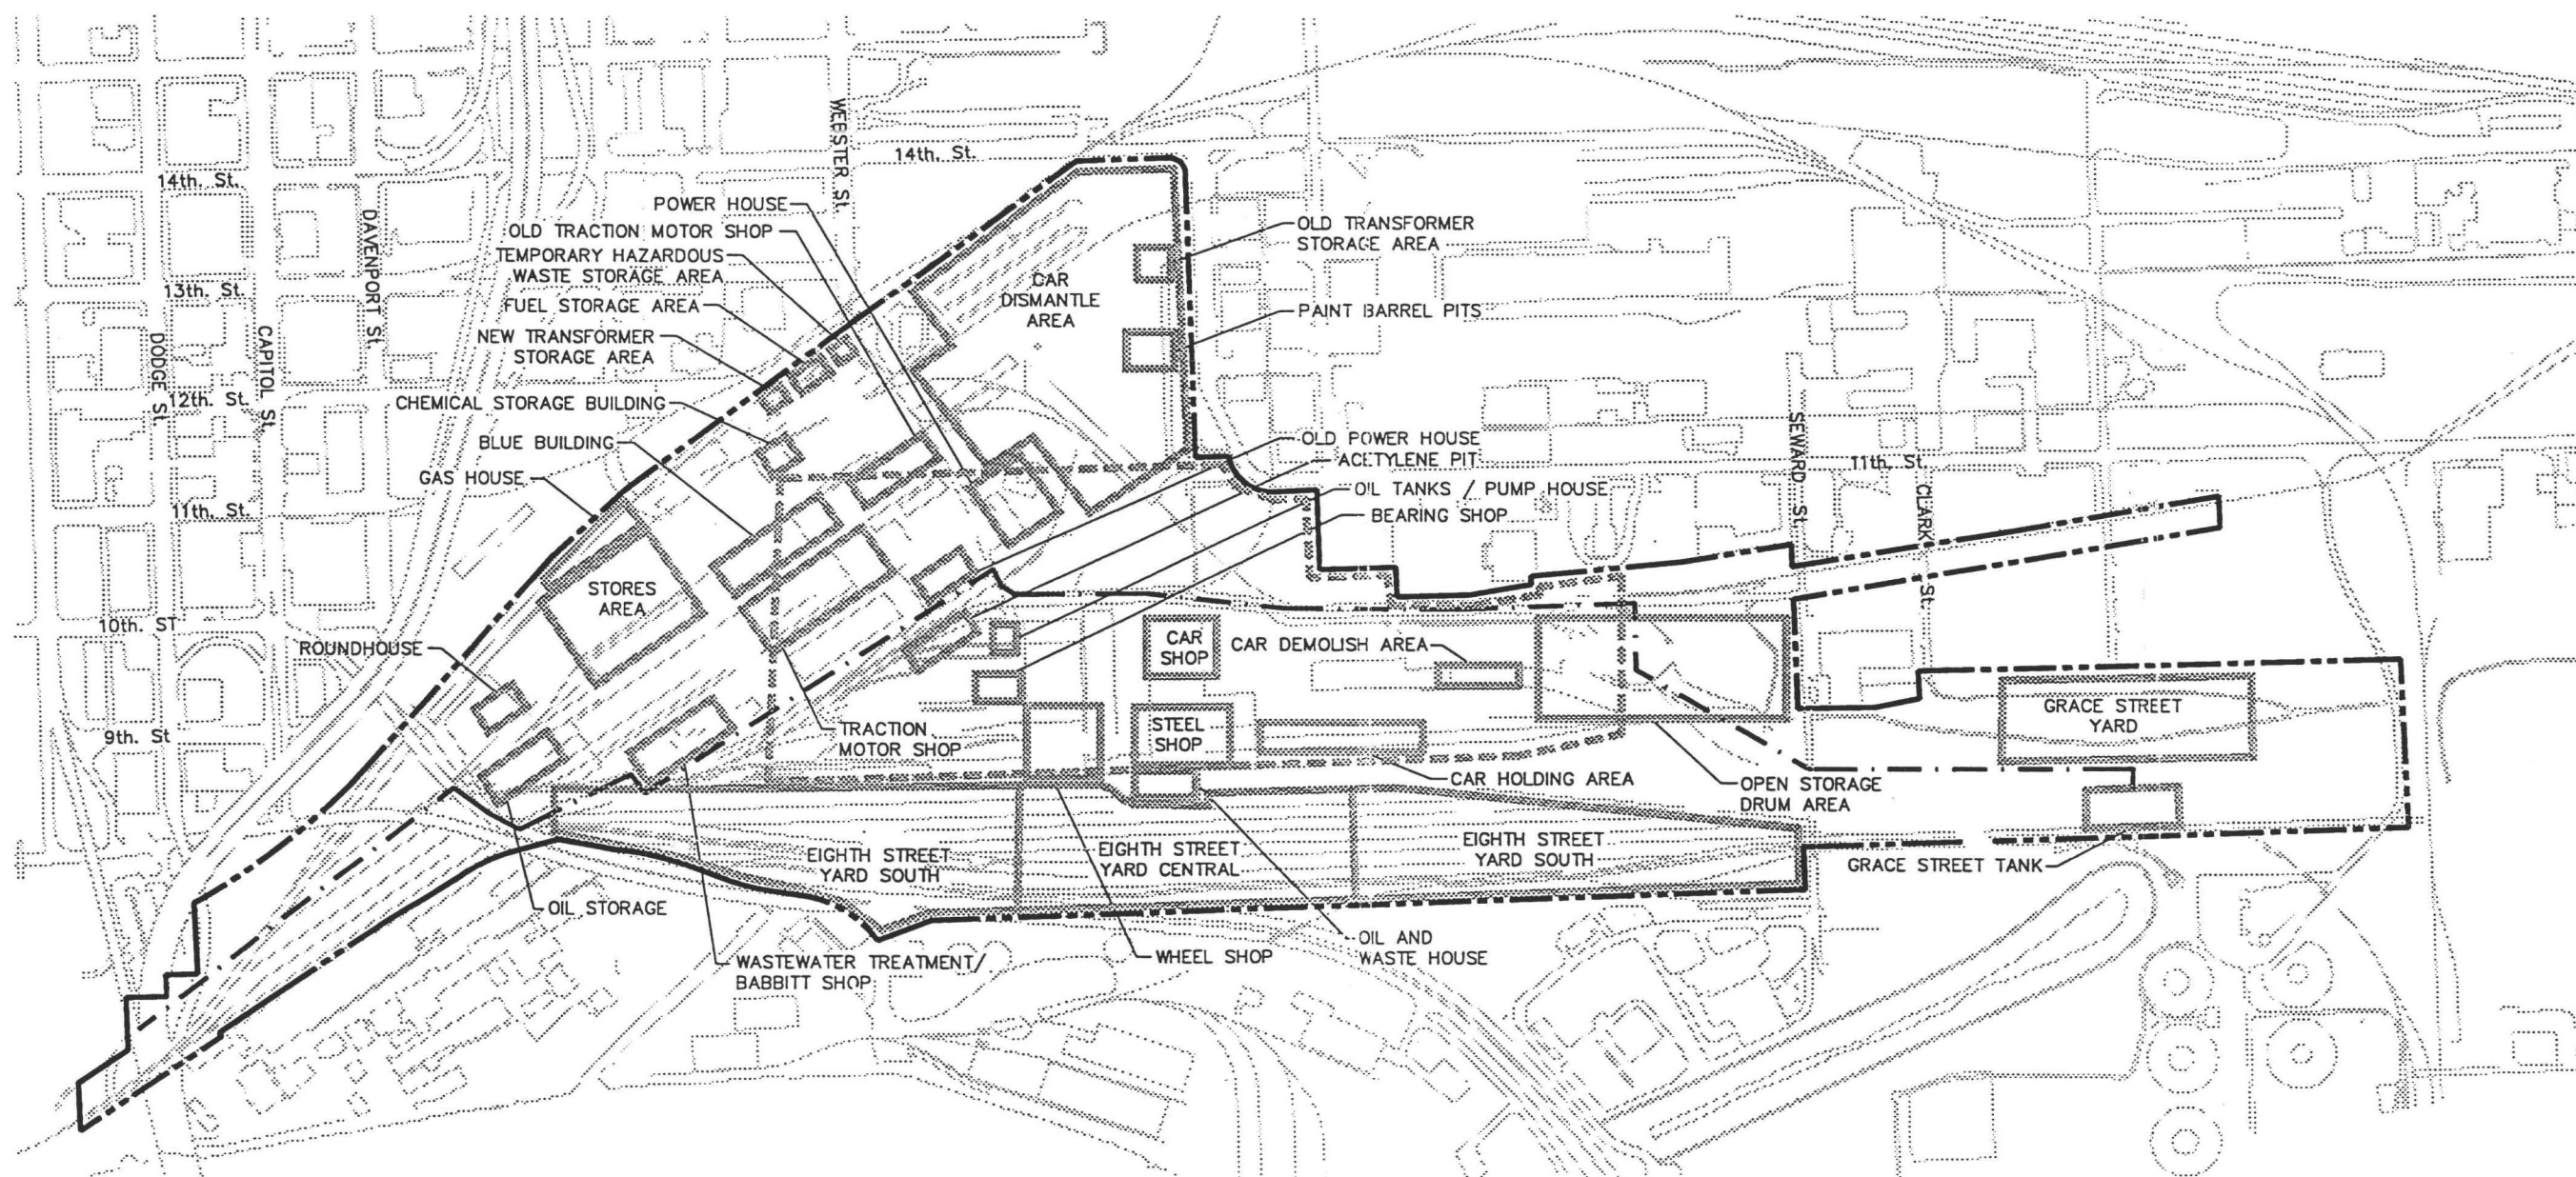 WEBSTER St.
14th. St.
14th. St.
DAVENPORT St.
POWER HOUSE
OLD TRACTION MOTOR SHOP
TEMPORARY HAZARDOUS
WASTE STORAGE AREA
FUEL STORAGE AREA
NEW TRANSFORMER
STORAGE AREA
CHEMICAL STORAGE BUILDING
BLUE BUILDING
GAS HOUSE
13th. St.
DODGE St.
CAPITOL St.
12th. St.
11th. St.
10th. ST
9th. St
ROUNDHOUSE
STORES
AREA
CAR
DISMANTLE
AREA
OLD TRANSFORMER
STORAGE AREA
PAINT BARREL PITS
OLD POWER HOUSE
ACETYLENE PIT
OIL TANKS / PUMP HOUSE
BEARING SHOP
SEWARD St.
11th. St.
CLARK St.
CAR
SHOP
CAR DEMOLISH AREA
STEEL
SHOP
TRACTION
MOTOR SHOP
CAR HOLDING AREA
OPEN STORAGE
DRUM AREA
GRACE STREET
YARD
GRACE STREET TANK
EIGHTH STREET
YARD SOUTH
EIGHTH STREET
YARD CENTRAL
EIGHTH STREET
YARD SOUTH
OIL STORAGE
WASTEWATER TREATMENT/
BABBITT SHOP
WHEEL SHOP
OIL AND
WASTE HOUSE